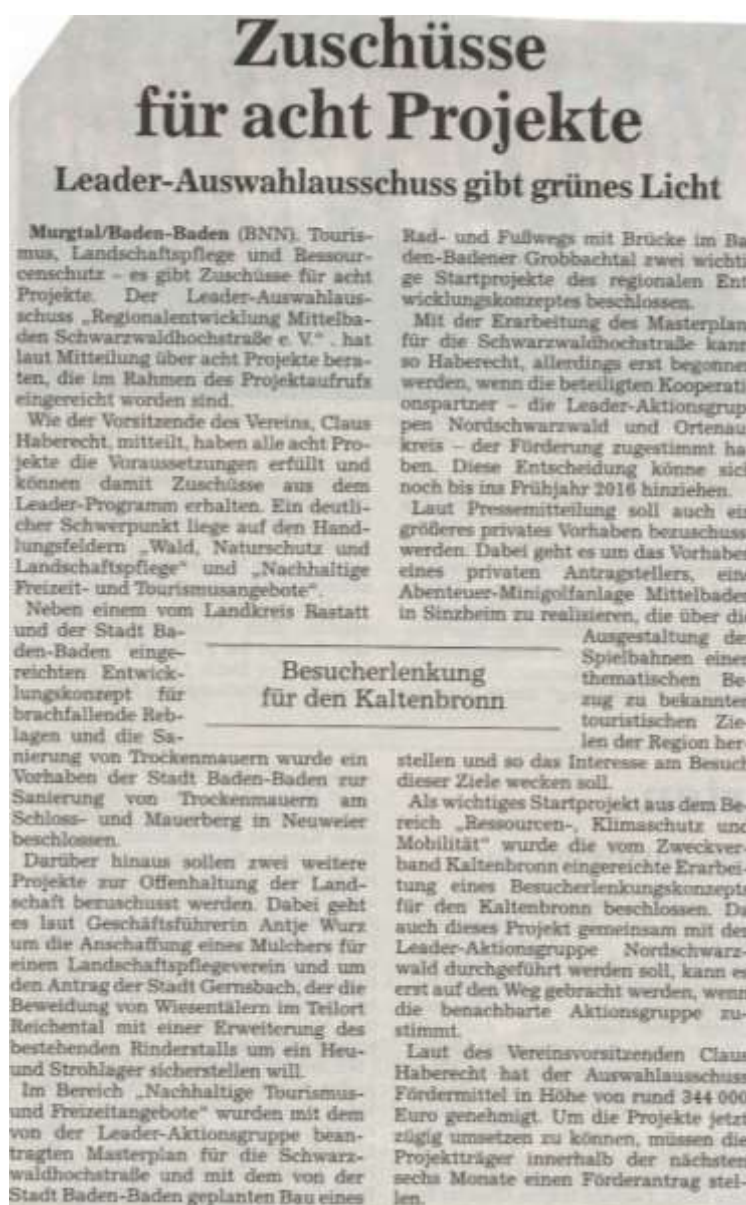 Zuschüsse
für acht Projekte
Leader-Auswahlausschuss gibt grünes Licht
Murgtal/Baden-Baden (BNN). Touris-
mus, Landschaftspflege und Ressour-
censchutz – es gibt Zuschüsse für acht
Projekte. Der Leader-Auswahlaus-
schuss „Regionalentwicklung Mittelba-
den Schwarzwaldhochstraße e. V.“ . hat
laut Mitteilung über acht Projekte bera-
ten, die im Rahmen des Projektaufrufs
eingereicht worden sind.
Wie der Vorsitzende des Vereins, Claus
Haberecht, mitteilt, haben alle acht Pro-
jekte die Voraussetzungen erfüllt und
können damit Zuschüsse aus dem
Leader-Programm erhalten. Ein deutli-
cher Schwerpunkt liege auf den Hand-
lungsfeldern „Wald, Naturschutz und
Landschaftspflege“ und „Nachhaltige
Freizeit- und Tourismusangebote“.
Neben einem vom Landkreis Rastatt
und der Stadt Ba-
den-Baden einge-
reichten Entwick-
lungskonzept für
brachfallende Reb-
lagen und die Sa-
nierung von Trockenmauern wurde ein
Vorhaben der Stadt Baden-Baden zur
Sanierung von Trockenmauern am
Schloss- und Mauerberg in Neuweier
beschlossen.
Darüber hinaus sollen zwei weitere
Projekte zur Offenhaltung der Land-
schaft bezuschusst werden. Dabei geht
es laut Geschäftsführerin Antje Wurz
um die Anschaffung eines Mulchers für
einen Landschaftspflegeverein und um
den Antrag der Stadt Gernsbach, der die
Beweidung von Wiesentälern im Teilort
Reichental mit einer Erweiterung des
bestehenden Rinderstalls um ein Heu-
und Strohlager sicherstellen will.
Im Bereich „Nachhaltige Tourismus-
und Freizeitangebote“ wurden mit dem
von der Leader-Aktionsgruppe bean-
tragten Masterplan für die Schwarz-
waldhochstraße und mit dem von der
Stadt Baden-Baden geplanten Bau eines
Besucherlenkung
für den Kaltenbronn
Rad- und Fußwegs mit Brücke im Ba
den-Badener Grobbachtal zwei wichti
ge Startprojekte des regionalen Ent
wicklungskonzeptes beschlossen.
Mit der Erarbeitung des Masterplan
für die Schwarzwaldhochstraße kann
so Haberecht, allerdings erst begonne
werden, wenn die beteiligten Kooperati
onspartner – die Leader-Aktionsgrup
pen Nordschwarzwald und Ortenau
kreis – der Förderung zugestimmt ha
ben. Diese Entscheidung könne sich
noch bis ins Frühjahr 2016 hinziehen.
Laut Pressemitteilung soll auch ein
größeres privates Vorhaben bezuschuss
werden. Dabei geht es um das Vorhaben
eines privaten Antragstellers, eine
Abenteuer-Minigolfanlage Mittelbaden
in Sinzheim zu realisieren, die über die
Ausgestaltung der
Spielbahnen einen
thematischen Be-
zug zu bekannten
touristischen Zie-
len der Region her-
stellen und so das Interesse am Besuch
dieser Ziele wecken soll.
Als wichtiges Startprojekt aus dem Be-
reich „Ressourcen-, Klimaschutz und
Mobilität“ wurde die vom Zweckver-
band Kaltenbronn eingereichte Erarbei-
tung eines Besucherlenkungskonzepts
für den Kaltenbronn beschlossen. Da
auch dieses Projekt gemeinsam mit der
Leader-Aktionsgruppe Nordschwarz-
wald durchgeführt werden soll, kann es
erst auf den Weg gebracht werden, wenn
die benachbarte Aktionsgruppe zu-
stimmt.
Laut des Vereinsvorsitzenden Claus
Haberecht hat der Auswahlausschuss
Fördermittel in Höhe von rund 344 000
Euro genehmigt. Um die Projekte jetzt
zügig umsetzen zu können, müssen die
Projektträger innerhalb der nächsten
sechs Monate einen Förderantrag stel-
len.